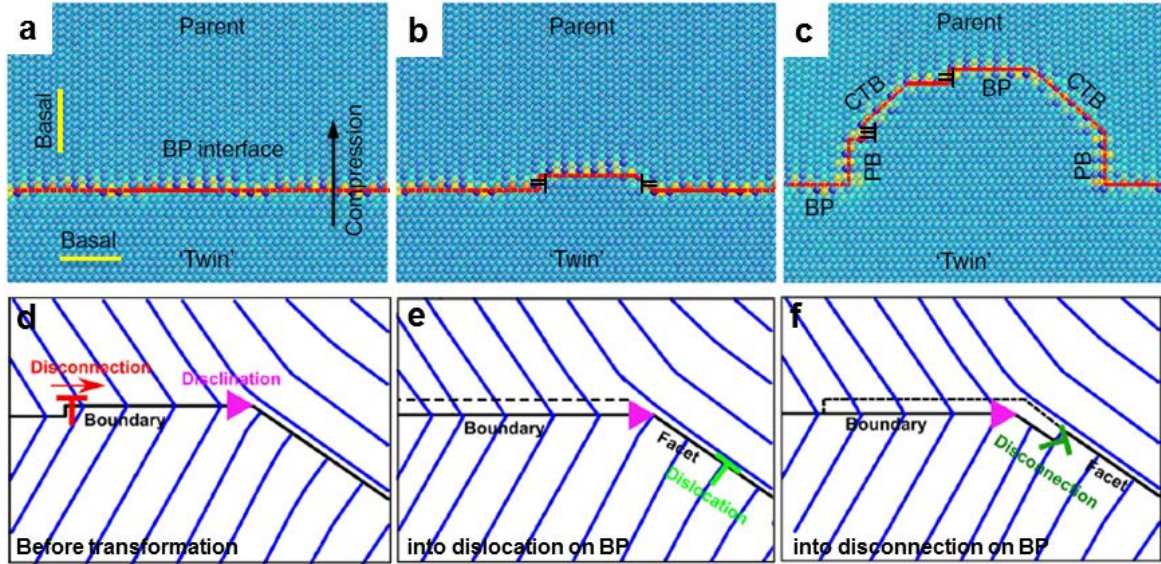 a
Parent
Basal
BP interface
Compression
Basal
'Twin'
b
Parent
'Twin'
c
Parent
CTB
BP
CTB
PB
PB
BP
'Twin'
d
Disconnection
Disclination
Boundary
Before transformation
e
Boundary
Facet
Dislocation
into dislocation on BP
f
Boundary
Disconnection
Facet
into disconnection on BP